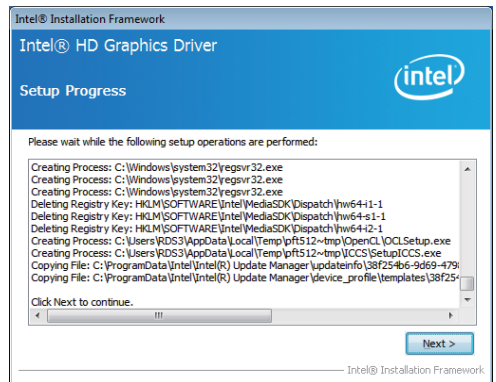 Intel® Installation Framework
Intel® HD Graphics Driver
intel
Setup Progress
Please wait while the following setup operations are performed:
Creating Process: C:\Windows\system32\regsvr32.exe
Creating Process: C:\Windows\system32\regsvr32.exe
Creating Process: C:\Windows\system32\regsvr32.exe
Deleting Registry Key: HKLM\SOFTWARE\Intel\MediaSDK\Dispatch\hw64-i1-1
Deleting Registry Key: HKLM\SOFTWARE\Intel\MediaSDK\Dispatch\hw64-s1-1
Deleting Registry Key: HKLM\SOFTWARE\Intel\MediaSDK\Dispatch\hw64-i2-1
Creating Process: C:\Users\RDS3\AppData\Local\Temp\pft512~tmp\OpenCL\OCLSetup.exe
Creating Process: C:\Users\RDS3\AppData\Local\Temp\pft512~tmp\ICCS\SetupICCS.exe
Copying File: C:\ProgramData\Intel\Intel(R) Update Manager\updateinfo\38f254b6-9d69-479
Copying File: C:\ProgramData\Intel\Intel(R) Update Manager\device_profile\templates\38f254
Click Next to continue.
Next >
Intel® Installation Framework